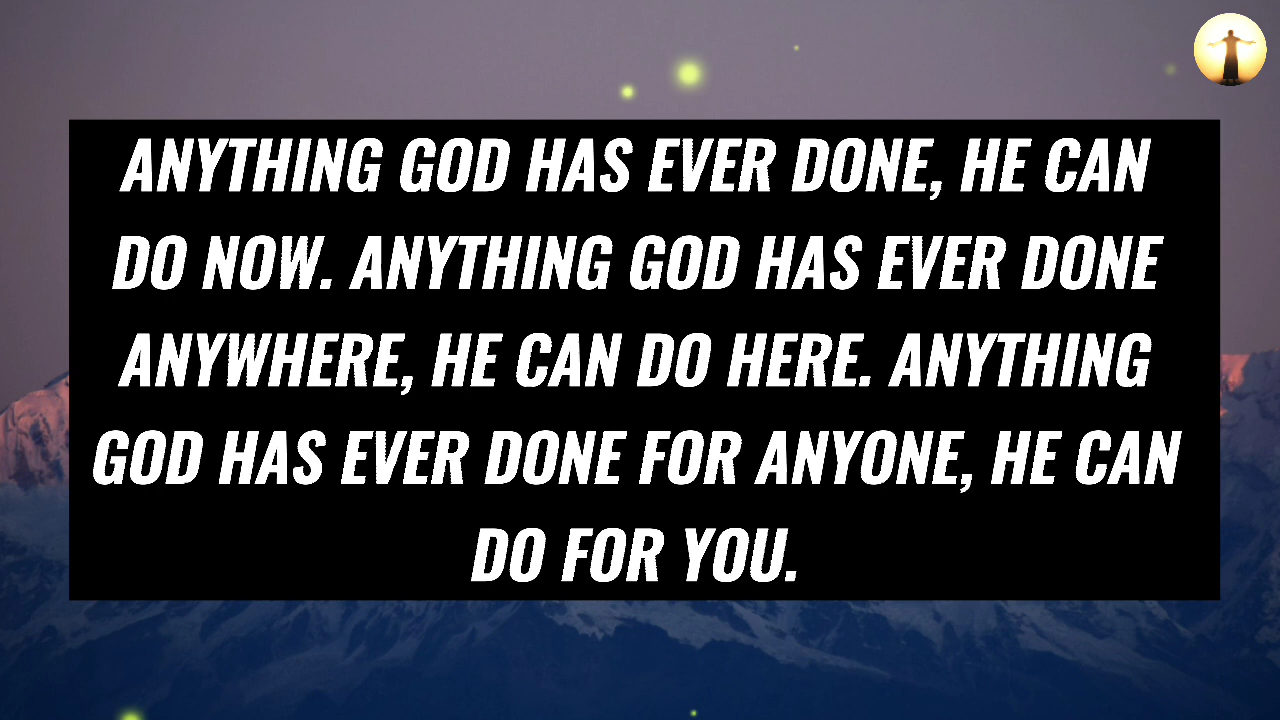 ANYTHING GOD HAS EVER DONE, HE CAN
DO NOW. ANYTHING GOD HAS EVER DONE
ANYWHERE, HE CAN DO HERE. ANYTHING
GOD HAS EVER DONE FOR ANYONE, HE CAN
DO FOR YOU.